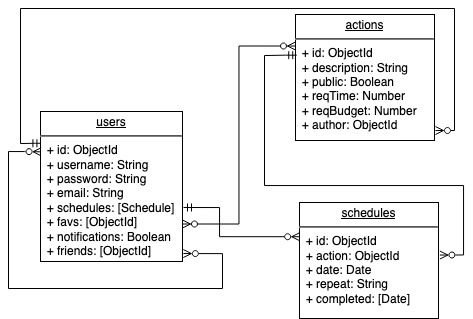 actions
+ id: ObjectId
+ description: String
+ public: Boolean
+ reqTime: Number
+ reqBudget: Number
+ author: ObjectId
users
+ id: ObjectId
+ username: String
+ password: String
+ email: String
+ schedules: [Schedule]
+ favs: [ObjectId]
+ notifications: Boolean
+ friends: [ObjectId]
schedules
+ id: ObjectId
+ action: ObjectId
+ date: Date
+ repeat: String
+ completed: [Date]